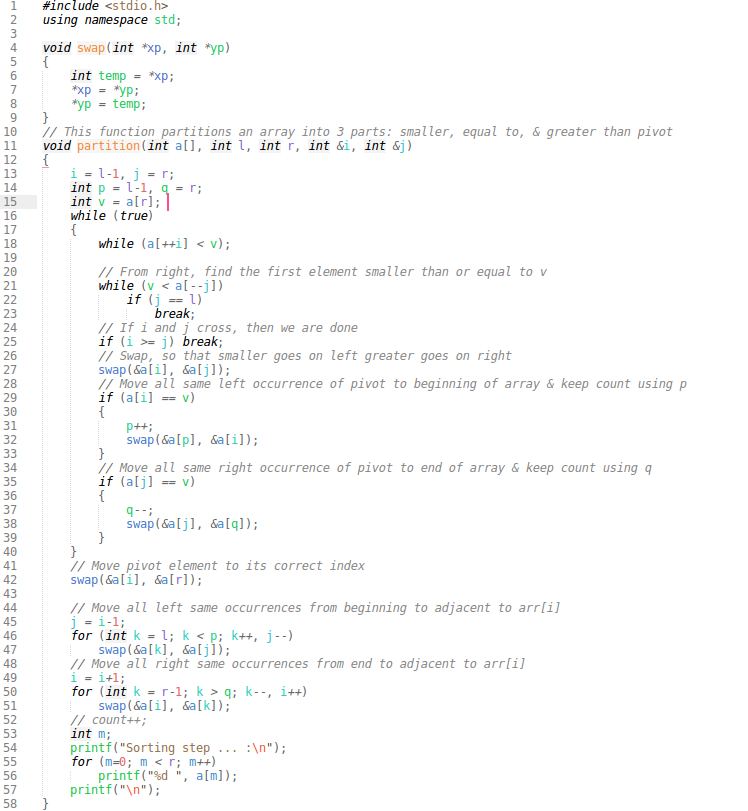 1 #include <stdio.h>
2 using namespace std;
3
4 void swap(int *xp, int *yp)
5 {
6     int temp = *xp;
7     *xp = *yp;
8     *yp = temp;
9 }
10 // This function partitions an array into 3 parts: smaller, equal to, & greater than pivot
11 void partition(int a[], int l, int r, int &i, int &j)
12 {
13     i = l-1, j = r;
14     int p = l-1, q = r;
15     int v = a[r];
16     while (true)
17     {
18         while (a[++i] < v);
19
20         // From right, find the first element smaller than or equal to v
21         while (v < a[--j])
22             if (j == l)
23                 break;
24         // If i and j cross, then we are done
25         if (i >= j) break;
26         // Swap, so that smaller goes on left greater goes on right
27         swap(&a[i], &a[j]);
28         // Move all same left occurrence of pivot to beginning of array & keep count using p
29         if (a[i] == v)
30         {
31             p++;
32             swap(&a[p], &a[i]);
33         }
34         // Move all same right occurrence of pivot to end of array & keep count using q
35         if (a[j] == v)
36         {
37             q--;
38             swap(&a[j], &a[q]);
39         }
40     }
41     // Move pivot element to its correct index
42     swap(&a[i], &a[r]);
43
44     // Move all left same occurrences from beginning to adjacent to arr[i]
45     j = i-1;
46     for (int k = l; k < p; k++, j--)
47         swap(&a[k], &a[j]);
48     // Move all right same occurrences from end to adjacent to arr[i]
49     i = i+1;
50     for (int k = r-1; k > q; k--, i++)
51         swap(&a[i], &a[k]);
52     // count++;
53     int m;
54     printf("Sorting step ... :\n");
55     for (m=0; m < r; m++)
56         printf("%d ", a[m]);
57     printf("\n");
58 }